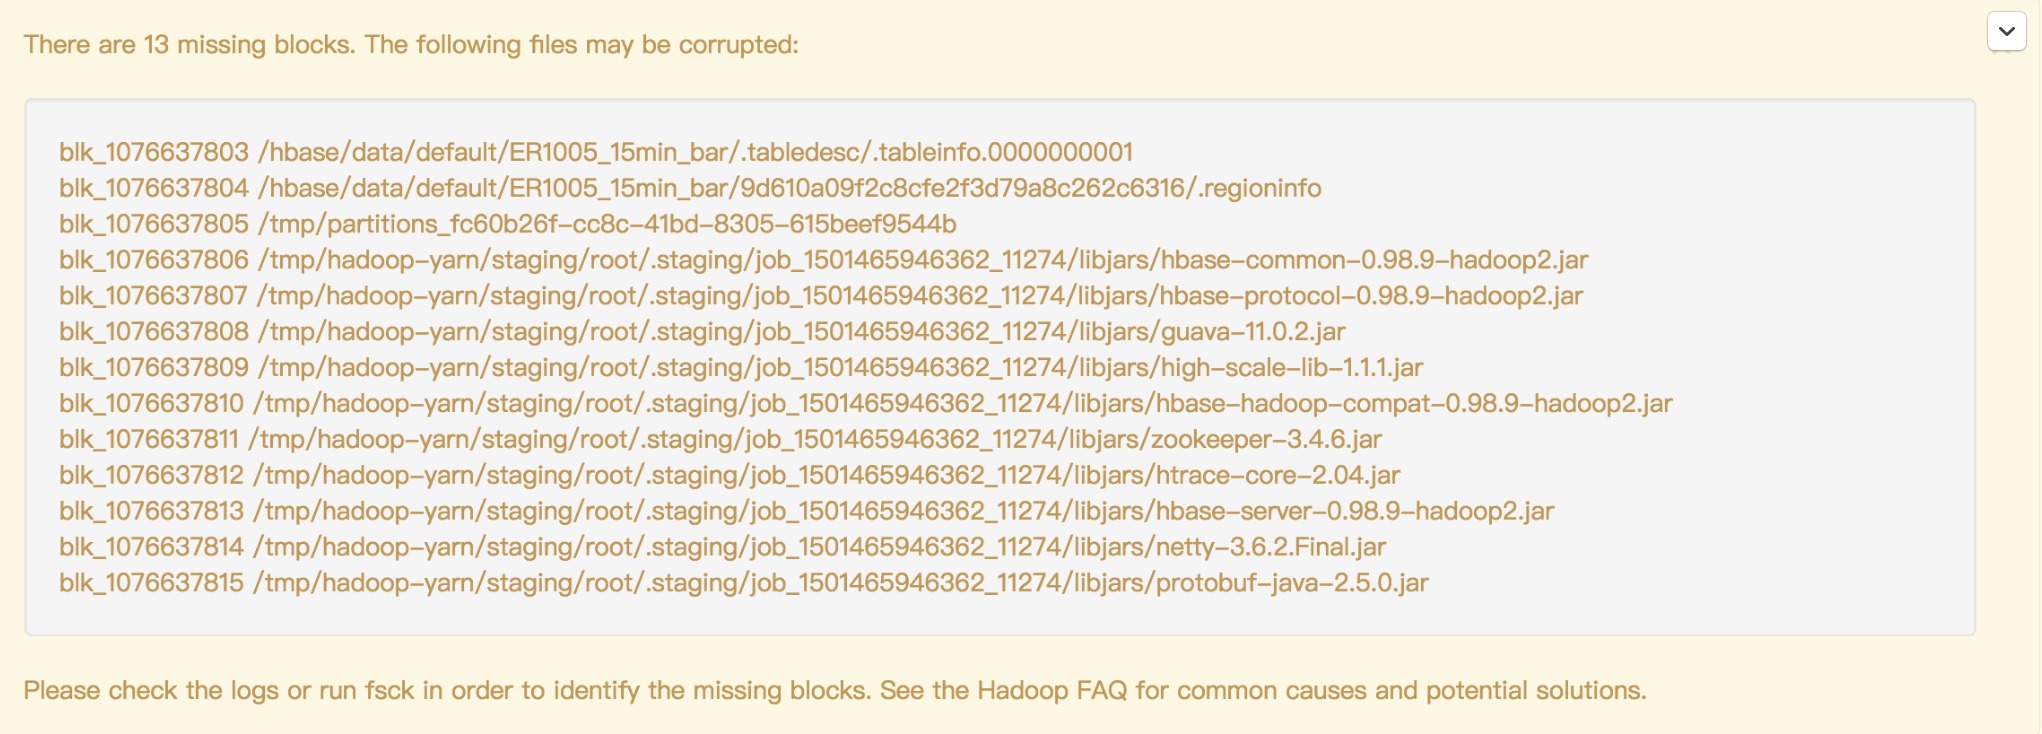 There are 13 missing blocks. The following files may be corrupted:
blk_1076637803 /hbase/data/default/ER1005_15min_bar/.tabledesc/.tableinfo.0000000001
blk_1076637804 /hbase/data/default/ER1005_15min_bar/9d610a09f2c8cfe2f3d79a8c262c6316/.regioninfo
blk_1076637805 /tmp/partitions_fc60b26f-cc8c-41bd-8305-615beef9544b
blk_1076637806 /tmp/hadoop-yarn/staging/root/.staging/job_1501465946362_11274/libjars/hbase-common-0.98.9-hadoop2.jar
blk_1076637807 /tmp/hadoop-yarn/staging/root/.staging/job_1501465946362_11274/libjars/hbase-protocol-0.98.9-hadoop2.jar
blk_1076637808 /tmp/hadoop-yarn/staging/root/.staging/job_1501465946362_11274/libjars/guava-11.0.2.jar
blk_1076637809 /tmp/hadoop-yarn/staging/root/.staging/job_1501465946362_11274/libjars/high-scale-lib-1.1.1.jar
blk_1076637810 /tmp/hadoop-yarn/staging/root/.staging/job_1501465946362_11274/libjars/hbase-hadoop-compat-0.98.9-hadoop2.jar
blk_1076637811 /tmp/hadoop-yarn/staging/root/.staging/job_1501465946362_11274/libjars/zookeeper-3.4.6.jar
blk_1076637812 /tmp/hadoop-yarn/staging/root/.staging/job_1501465946362_11274/libjars/htrace-core-2.04.jar
blk_1076637813 /tmp/hadoop-yarn/staging/root/.staging/job_1501465946362_11274/libjars/hbase-server-0.98.9-hadoop2.jar
blk_1076637814 /tmp/hadoop-yarn/staging/root/.staging/job_1501465946362_11274/libjars/netty-3.6.2.Final.jar
blk_1076637815 /tmp/hadoop-yarn/staging/root/.staging/job_1501465946362_11274/libjars/protobuf-java-2.5.0.jar
Please check the logs or run fsck in order to identify the missing blocks. See the Hadoop FAQ for common causes and potential solutions.